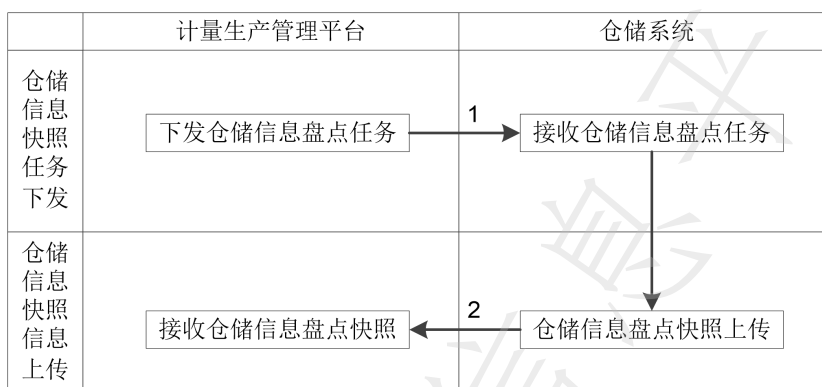 计量生产管理平台
仓储系统
仓储
信息
快照
任务
下发
下发仓储信息盘点任务
1
接收仓储信息盘点任务
仓储
信息
快照
信息
上传
接收仓储信息盘点快照
2
仓储信息盘点快照上传